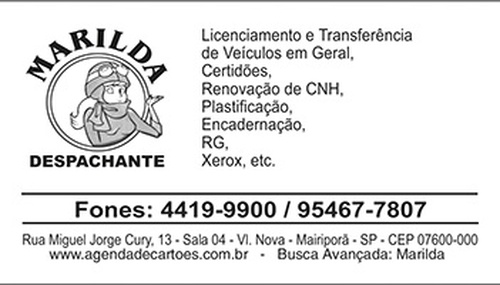 MARILDA
DESPACHANTE
Licenciamento e Transferência
de Veículos em Geral,
Certidões,
Renovação de CNH,
Plastificação,
Encadernação,
RG,
Xerox, etc.
Fones: 4419-9900 / 95467-7807
Rua Miguel Jorge Cury, 13 - Sala 04 - Vl. Nova - Mairiporã - SP - CEP 07600-000
www.agendadecartoes.com.br - Busca Avançada: Marilda